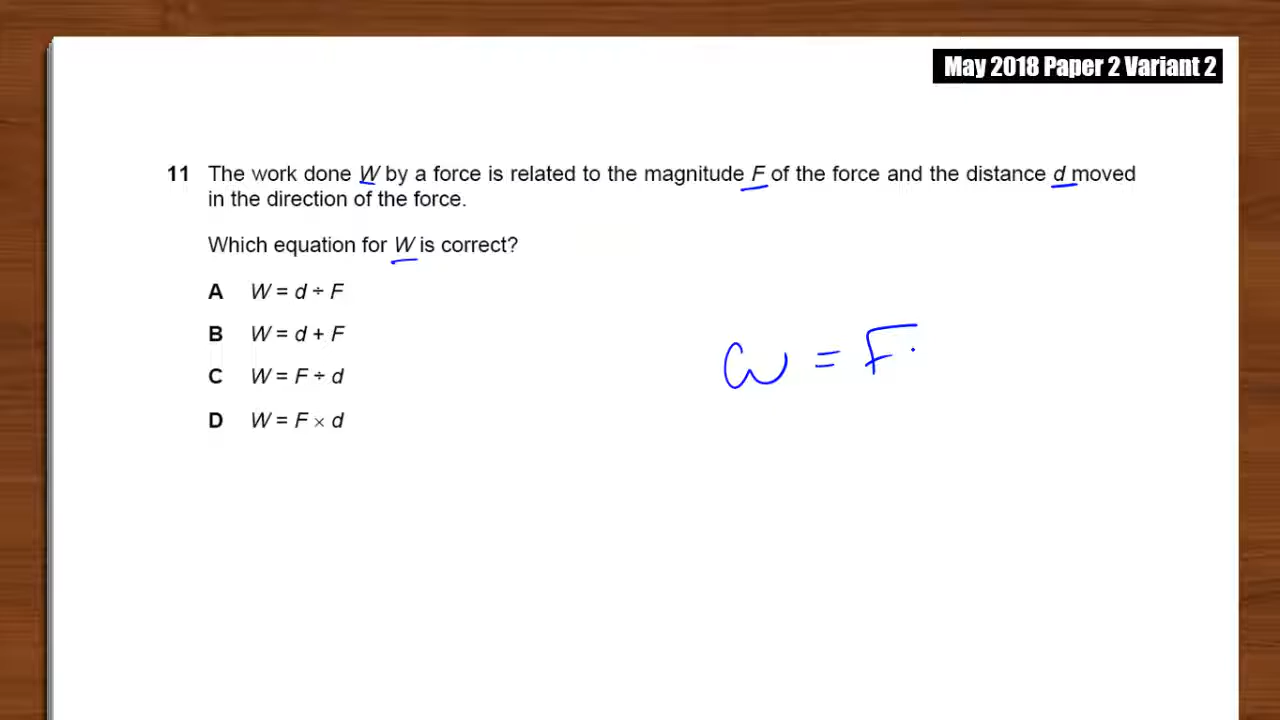 May 2018 Paper 2 Variant 2
11 The work done W by a force is related to the magnitude F of the force and the distance d moved
in the direction of the force.
Which equation for W is correct?
A W = d ÷ F
B W = d + F
C W = F ÷ d
D W = F × d
W = F.